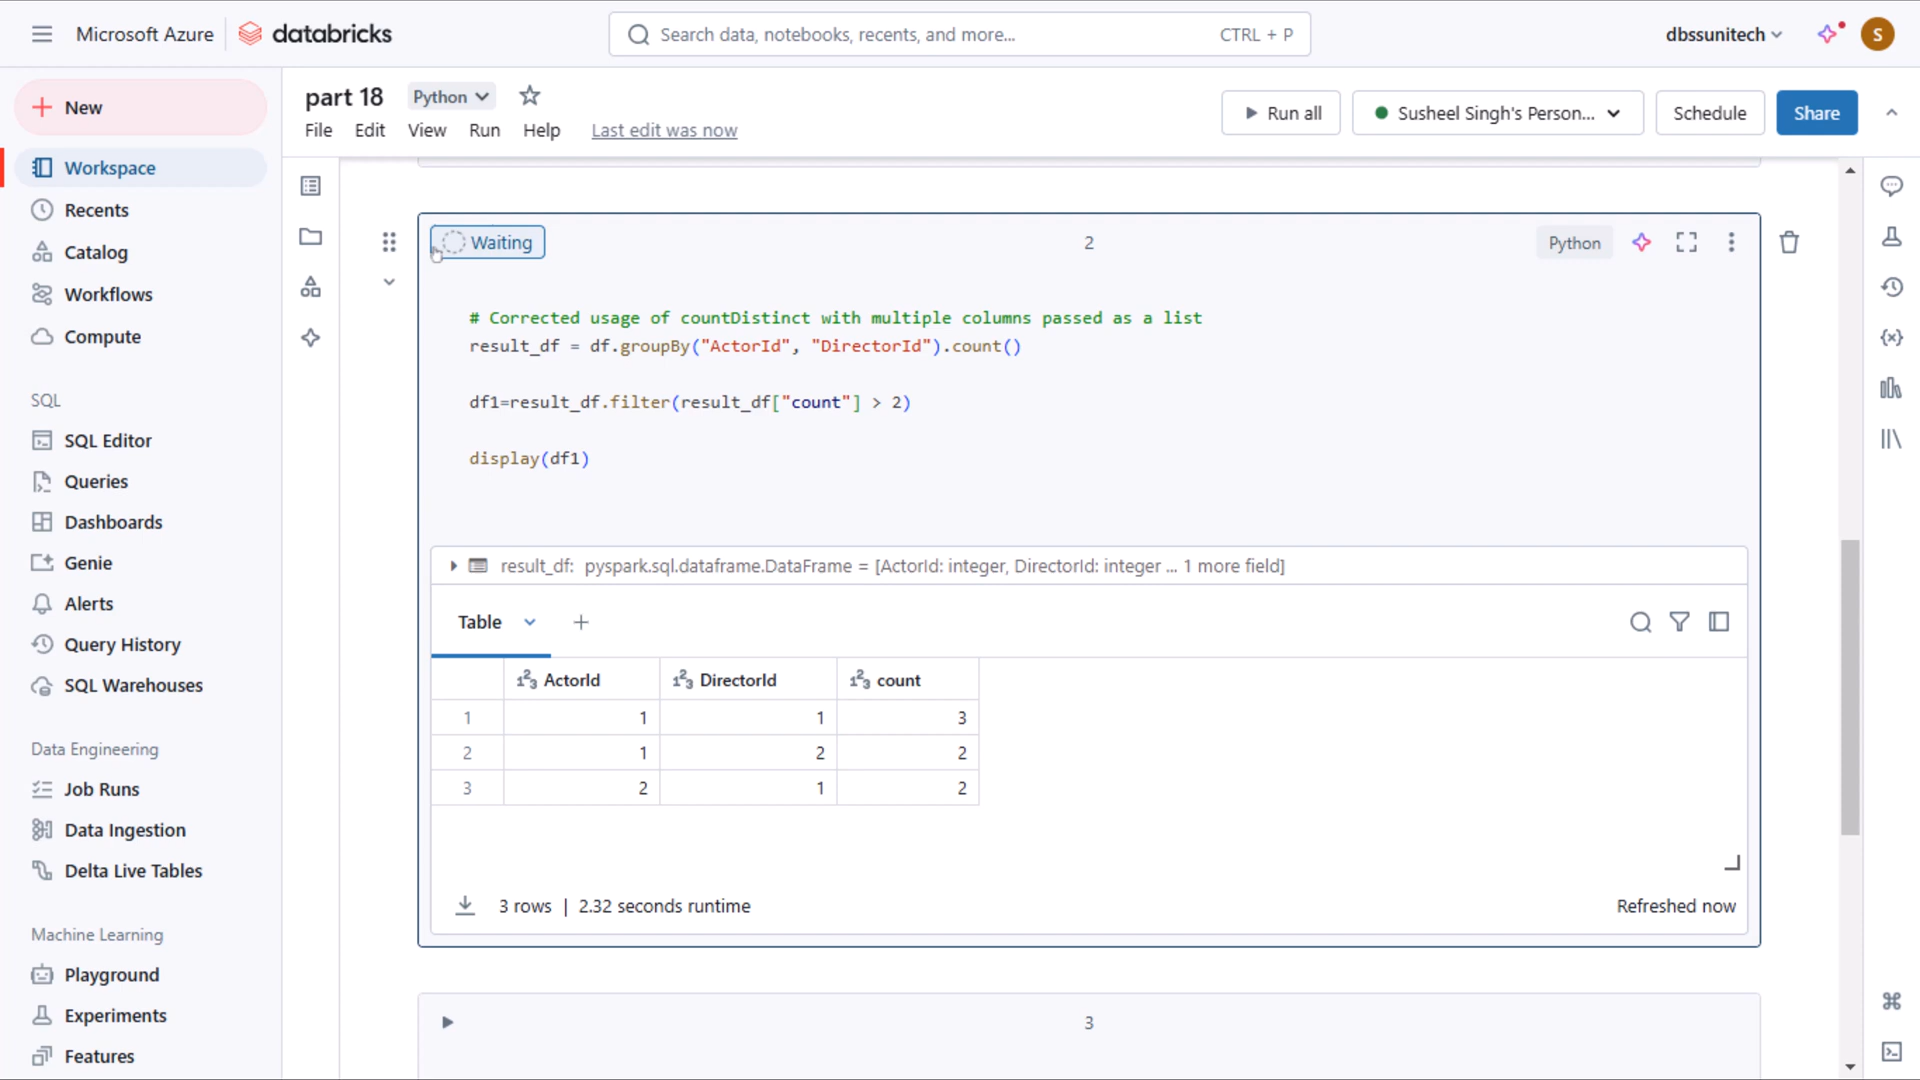 Microsoft Azure
databricks
Search data, notebooks, recents, and more...
CTRL + P
dbssunitech
S
New
Workspace
Recents
Catalog
Workflows
Compute
SQL
SQL Editor
Queries
Dashboards
Genie
Alerts
Query History
SQL Warehouses
Data Engineering
Job Runs
Data Ingestion
Delta Live Tables
Machine Learning
Playground
Experiments
Features
part 18
Python
File
Edit
View
Run
Help
Last edit was now
Run all
Susheel Singh's Person...
Schedule
Share
Waiting
2
Python
# Corrected usage of countDistinct with multiple columns passed as a list
result_df = df.groupBy("ActorId", "DirectorId").count()
df1=result_df.filter(result_df["count"] > 2)
display(df1)
result_df: pyspark.sql.dataframe.DataFrame = [ActorId: integer, DirectorId: integer ... 1 more field]
Table
123 ActorId 123 DirectorId 123 count
1 1 1 3
2 1 2 2
3 2 1 2
3 rows | 2.32 seconds runtime
Refreshed now
3